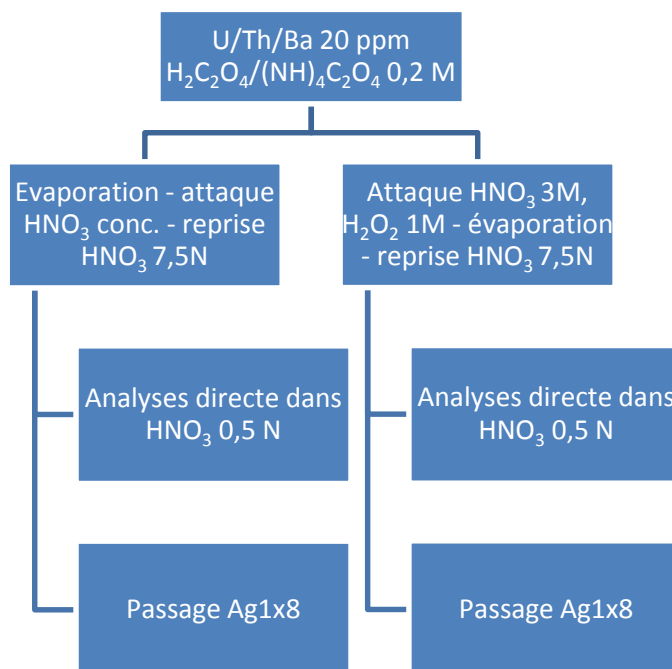 U/Th/Ba 20 ppm
H₂C₂O₄/(NH)₄C₂O₄ 0,2 M
Evaporation - attaque
HNO₃ conc. - reprise
HNO₃ 7,5N
Attaque HNO₃ 3M,
H₂O₂ 1M - évaporation
- reprise HNO₃ 7,5N
Analyses directe dans
HNO₃ 0,5 N
Analyses directe dans
HNO₃ 0,5 N
Passage Ag1x8
Passage Ag1x8